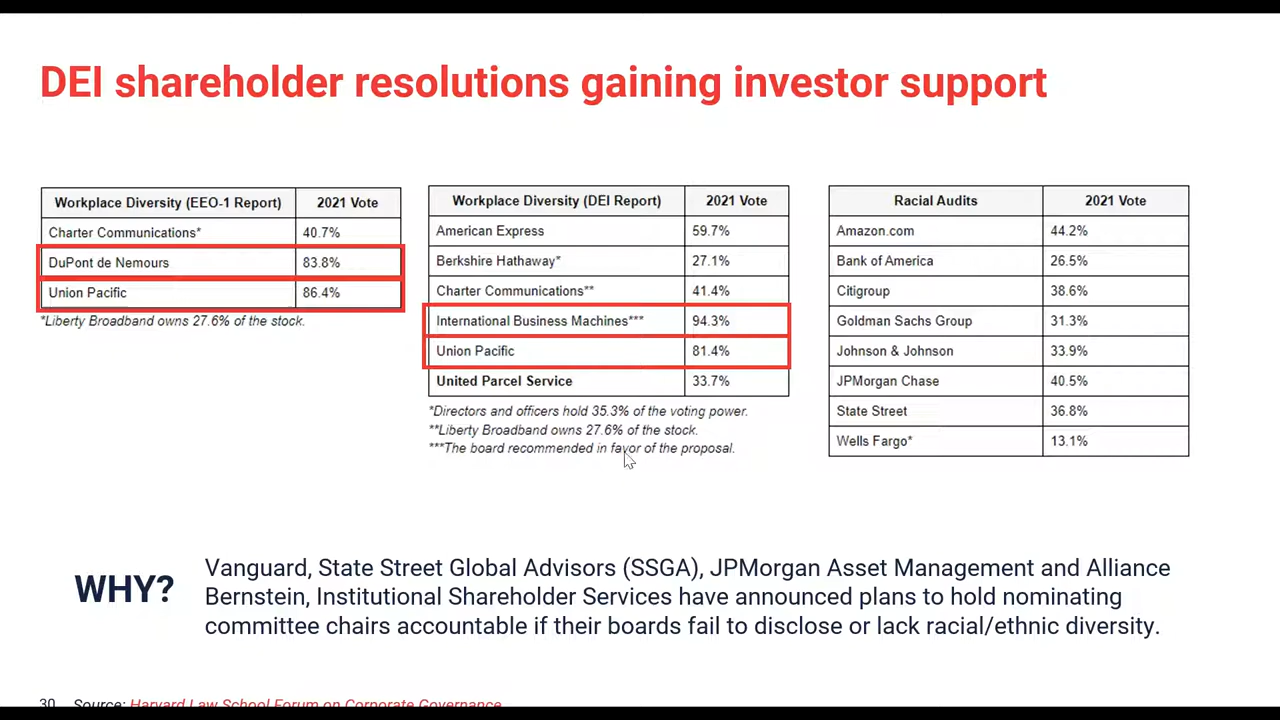 DEI shareholder resolutions gaining investor support
Workplace Diversity (EEO-1 Report) 2021 Vote
Charter Communications* 40.7%
DuPont de Nemours 83.8%
Union Pacific 86.4%
*Liberty Broadband owns 27.6% of the stock.
Workplace Diversity (DEI Report) 2021 Vote
American Express 59.7%
Berkshire Hathaway* 27.1%
Charter Communications** 41.4%
International Business Machines*** 94.3%
Union Pacific 81.4%
United Parcel Service 33.7%
*Directors and officers hold 35.3% of the voting power.
**Liberty Broadband owns 27.6% of the stock.
***The board recommended in favor of the proposal.
Racial Audits 2021 Vote
Amazon.com 44.2%
Bank of America 26.5%
Citigroup 38.6%
Goldman Sachs Group 31.3%
Johnson & Johnson 33.9%
JPMorgan Chase 40.5%
State Street 36.8%
Wells Fargo* 13.1%
WHY?
Vanguard, State Street Global Advisors (SSGA), JPMorgan Asset Management and Alliance
Bernstein, Institutional Shareholder Services have announced plans to hold nominating
committee chairs accountable if their boards fail to disclose or lack racial/ethnic diversity.
30 Source: Harvard Law School Forum on Corporate Governance